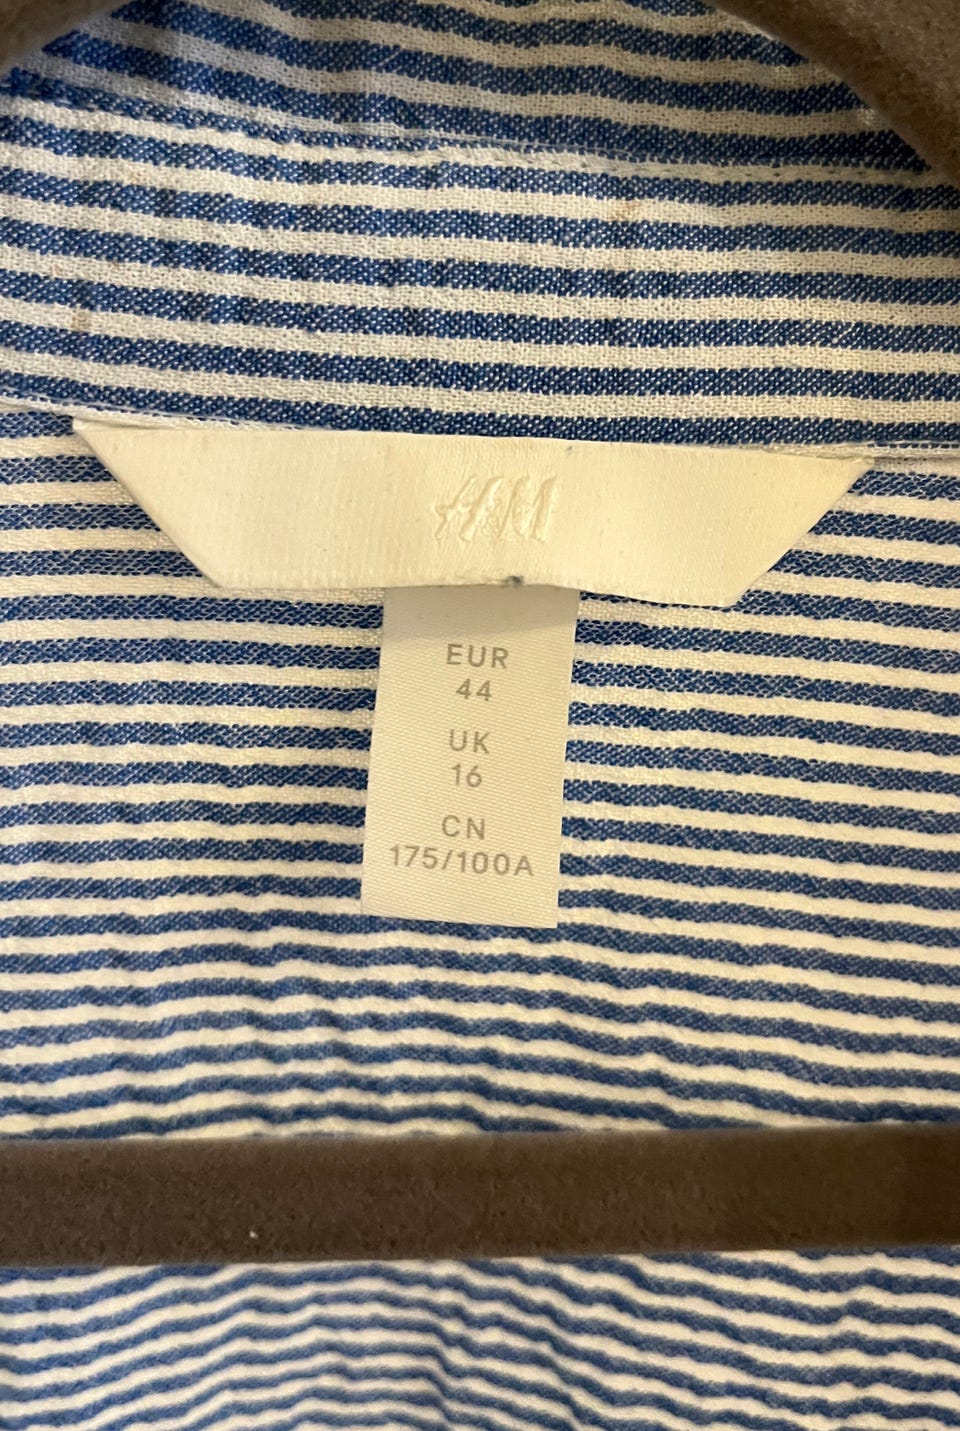 H&M
EUR
44
UK
16
CN
175/100A